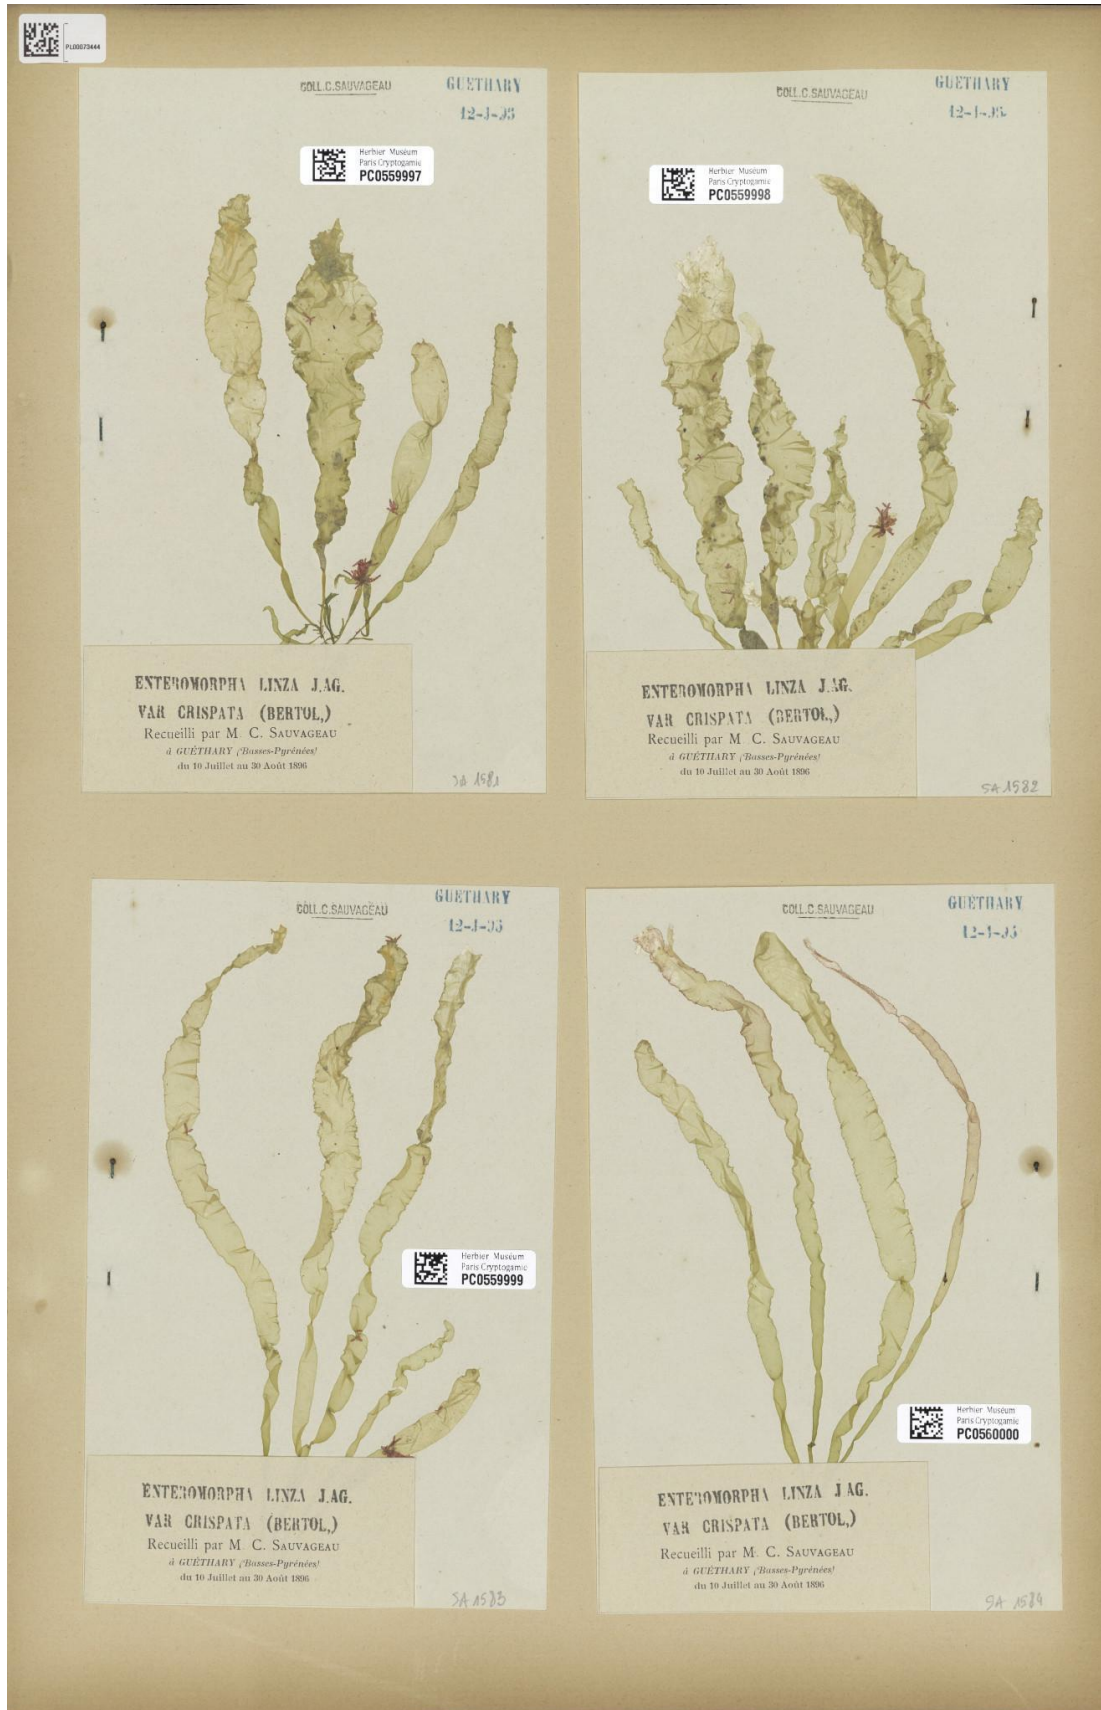 PL00073444
COLL.C.SAUVAGEAU
GUETHARY
Herbier Muséum
Paris Cryptogamie
PC0559997
ENTEROMORPHA LINZA J.AG.
VAR CRISPATA (BERTOL,)
Recueilli par M. C. SAUVAGEAU
à GUÉTHARY (Basses-Pyrénées)
du 10 Juillet au 30 Août 1896
SA 1581
COLL.C.SAUVAGEAU
GUETHARY
Herbier Muséum
Paris Cryptogamie
PC0559998
ENTEROMORPHA LINZA J.AG.
VAR CRISPATA (BERTOL,)
Recueilli par M. C. SAUVAGEAU
à GUÉTHARY (Basses-Pyrénées)
du 10 Juillet au 30 Août 1896
SA 1582
COLL.C.SAUVAGEAU
GUETHARY
Herbier Muséum
Paris Cryptogamie
PC0559999
ENTEROMORPHA LINZA J.AG.
VAR CRISPATA (BERTOL,)
Recueilli par M. C. SAUVAGEAU
à GUÉTHARY (Basses-Pyrénées)
du 10 Juillet au 30 Août 1896
SA 1583
COLL.C.SAUVAGEAU
GUETHARY
Herbier Muséum
Paris Cryptogamie
PC0560000
ENTEROMORPHA LINZA J AG.
VAR CRISPATA (BERTOL,)
Recueilli par M. C. SAUVAGEAU
à GUÉTHARY (Basses-Pyrénées)
du 10 Juillet au 30 Août 1896
SA 1584